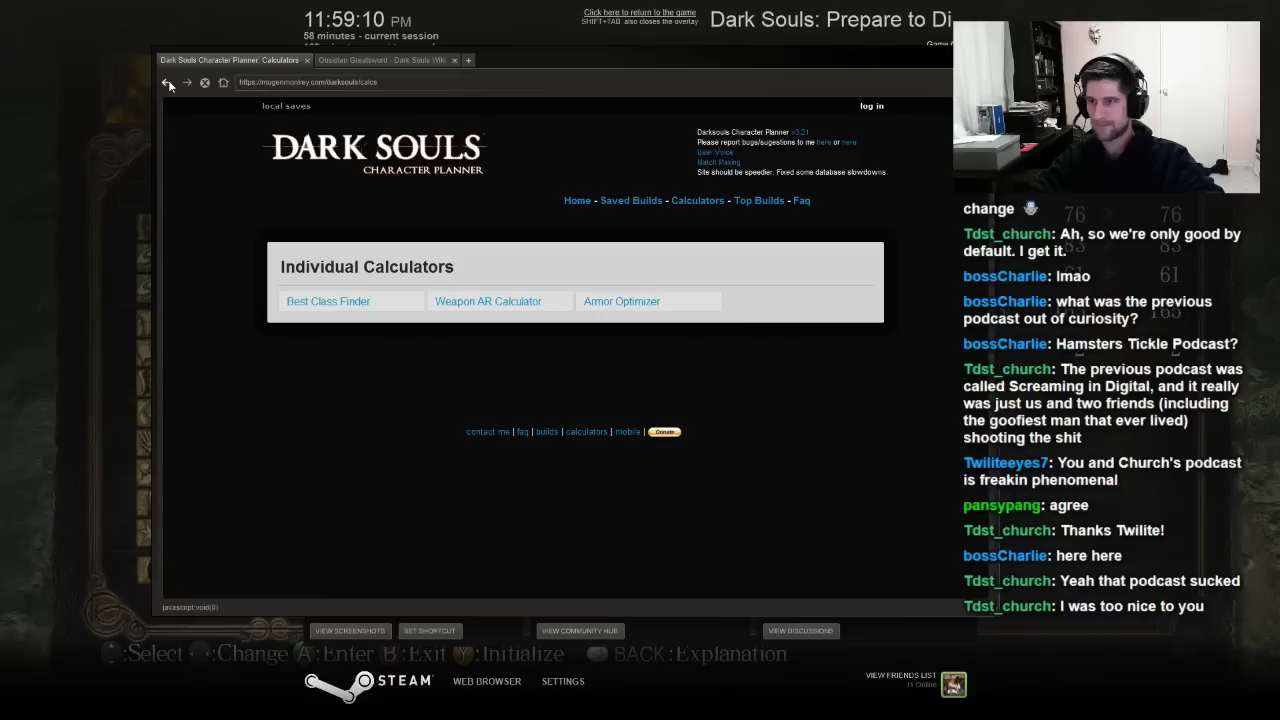 11:59:10 PM
58 minutes - current session
Click here to return to the game
SHIFT+TAB also closes the overlay
Dark Souls: Prepare to Di
Dark Souls Character Planner: Calculators
Obsidian Greatsword - Dark Souls Wiki
https://mugenmonkey.com/darksouls/calcs
local saves
log in
DARK SOULS
CHARACTER PLANNER
Darksouls Character Planner v3.21
Please report bugs/sugestions to me here or here
User Voice
Match Making
Site should be speedier. Fixed some database slowdowns.
Home - Saved Builds - Calculators - Top Builds - Faq
Individual Calculators
Best Class Finder
Weapon AR Calculator
Armor Optimizer
contact me | faq | builds | calculators | mobile | Donate
javascript:void(0)
change
Tdst_church: Ah, so we're only good by
default. I get it.
bossCharlie: lmao
bossCharlie: what was the previous
podcast out of curiosity?
bossCharlie: Hamsters Tickle Podcast?
Tdst_church: The previous podcast was
called Screaming in Digital, and it really
was just us and two friends (including
the goofiest man that ever lived)
shooting the shit
Twiliteeyes7: You and Church's podcast
is freakin phenomenal
pansypang: agree
Tdst_church: Thanks Twilite!
bossCharlie: here here
Tdst_church: Yeah that podcast sucked
Tdst_church: I was too nice to you
76 76
61
VIEW SCREENSHOTS
SET SHORTCUT
VIEW COMMUNITY HUB
VIEW DISCUSSIONS
:Select :Change A:Enter B:Exit Y:Initialize BACK:Explanation
STEAM
WEB BROWSER
SETTINGS
VIEW FRIENDS LIST
11 Online